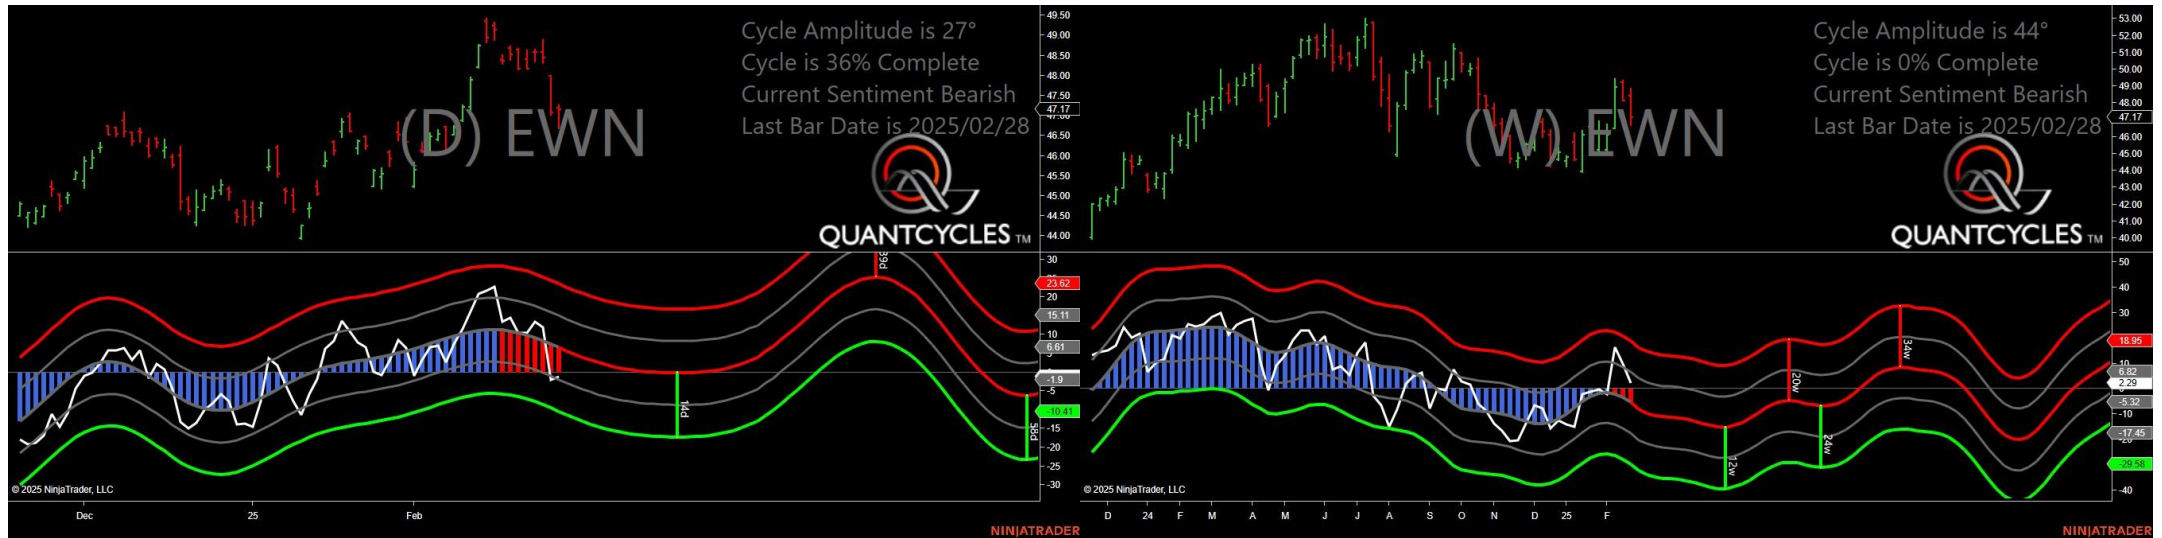 Cycle Amplitude is 27°
Cycle is 36% Complete
Current Sentiment Bearish
Last Bar Date is 2025/02/28
(D) EWN
QUANTCYCLES TM
49.50
49.00
48.50
48.00
47.50
47.17
46.50
46.00
45.50
45.00
44.50
44.00
30
23.62
20
15.11
10
6.61
-1.9
-5
-10.41
-15
-20
-25
-30
39d
14d
58d
© 2025 NinjaTrader, LLC
Dec
25
Feb
NINJATRADER
Cycle Amplitude is 44°
Cycle is 0% Complete
Current Sentiment Bearish
Last Bar Date is 2025/02/28
(W) EWN
QUANTCYCLES TM
53.00
52.00
51.00
50.00
49.00
48.00
47.17
46.00
45.00
44.00
43.00
42.00
41.00
40.00
50
40
30
18.95
10
6.82
2.29
-5.32
-10
-17.45
-29.58
-40
20w
34w
12w
24w
© 2025 NinjaTrader, LLC
D
24
F
M
A
M
J
J
A
S
O
N
D
25
F
NINJATRADER